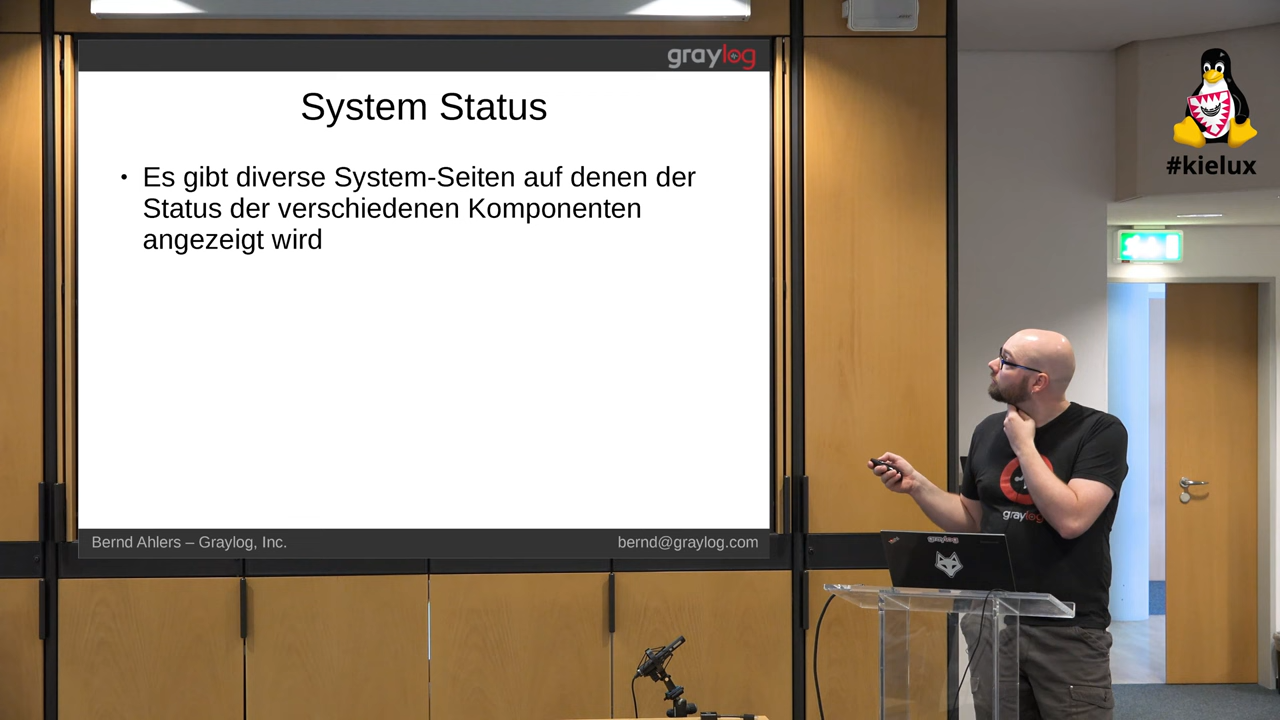 graylog
System Status
• Es gibt diverse System-Seiten auf denen der
Status der verschiedenen Komponenten
angezeigt wird
Bernd Ahlers – Graylog, Inc.
bernd@graylog.com
#kielux
graylog